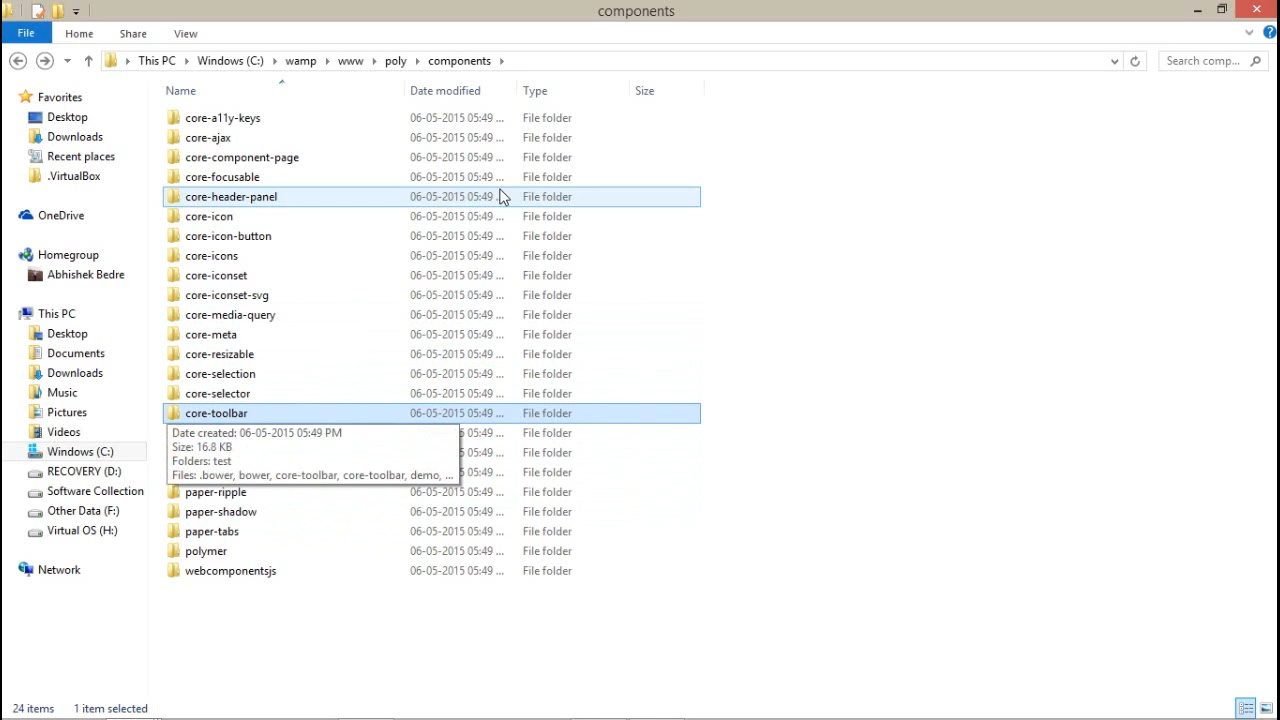 components
File Home Share View
This PC Windows (C:) wamp www poly components Search comp...
Name Date modified Type Size
Favorites
Desktop
Downloads
Recent places
.VirtualBox
OneDrive
Homegroup
Abhishek Bedre
This PC
Desktop
Documents
Downloads
Music
Pictures
Videos
Windows (C:)
RECOVERY (D:)
Software Collection
Other Data (F:)
Virtual OS (H:)
Network
core-a11y-keys 06-05-2015 05:49 ... File folder
core-ajax 06-05-2015 05:49 ... File folder
core-component-page 06-05-2015 05:49 ... File folder
core-focusable 06-05-2015 05:49 ... File folder
core-header-panel 06-05-2015 05:49 ... File folder
core-icon 06-05-2015 05:49 ... File folder
core-icon-button 06-05-2015 05:49 ... File folder
core-icons 06-05-2015 05:49 ... File folder
core-iconset 06-05-2015 05:49 ... File folder
core-iconset-svg 06-05-2015 05:49 ... File folder
core-media-query 06-05-2015 05:49 ... File folder
core-meta 06-05-2015 05:49 ... File folder
core-resizable 06-05-2015 05:49 ... File folder
core-selection 06-05-2015 05:49 ... File folder
core-selector 06-05-2015 05:49 ... File folder
core-toolbar 06-05-2015 05:49 ... File folder
Date created: 06-05-2015 05:49 PM
Size: 16.8 KB
Folders: test
Files: .bower, bower, core-toolbar, core-toolbar, demo, ...
5 05:49 ... File folder
5 05:49 ... File folder
5 05:49 ... File folder
paper-ripple 06-05-2015 05:49 ... File folder
paper-shadow 06-05-2015 05:49 ... File folder
paper-tabs 06-05-2015 05:49 ... File folder
polymer 06-05-2015 05:49 ... File folder
webcomponentsjs 06-05-2015 05:49 ... File folder
24 items 1 item selected